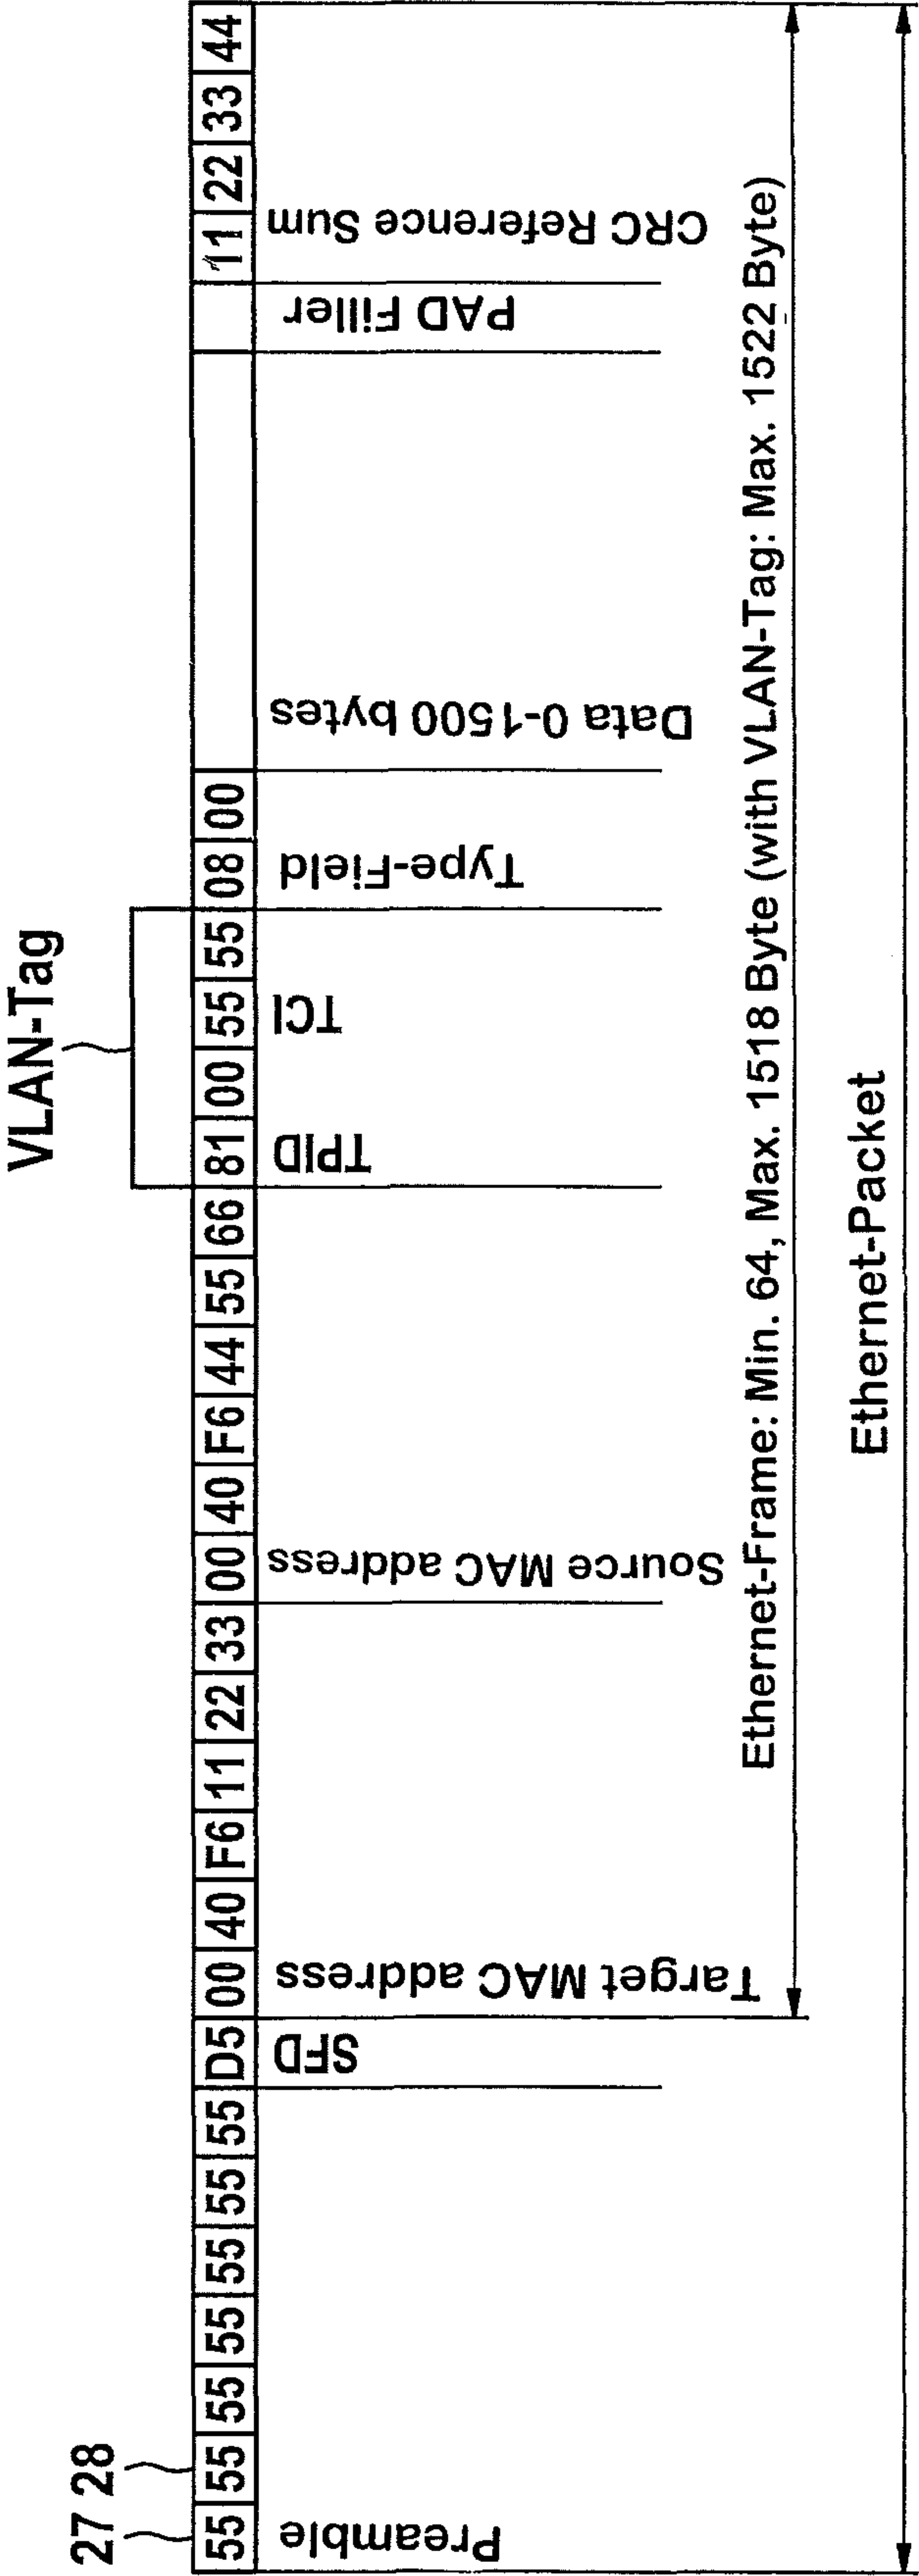 VLAN-Tag
27 28
55 55 55 55 55 55 55 D5 00 40 F6 11 22 33 00 40 F6 44 55 66 81 00 55 55 08 00 11 22 33 44
Preamble
SFD
Target MAC address
Source MAC address
TPID
TCI
Type-Field
Data 0-1500 bytes
PAD Filler
CRC Reference Sum
Ethernet-Frame: Min. 64, Max. 1518 Byte (with VLAN-Tag: Max. 1522 Byte)
Ethernet-Packet